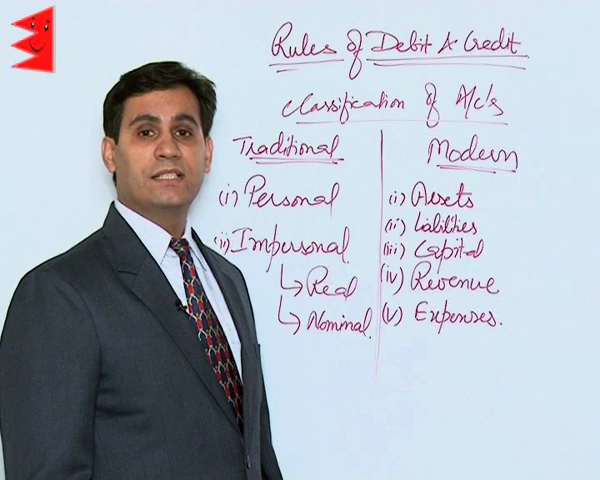 Rules of Debit & Credit
Classification of A/c's
Traditional
(i) Personal
(ii) Impersonal
↳ Real
↳ Nominal.
Modern
(i) Assets
(ii) Liabilities
(iii) Capital
(iv) Revenue
(v) Expenses.